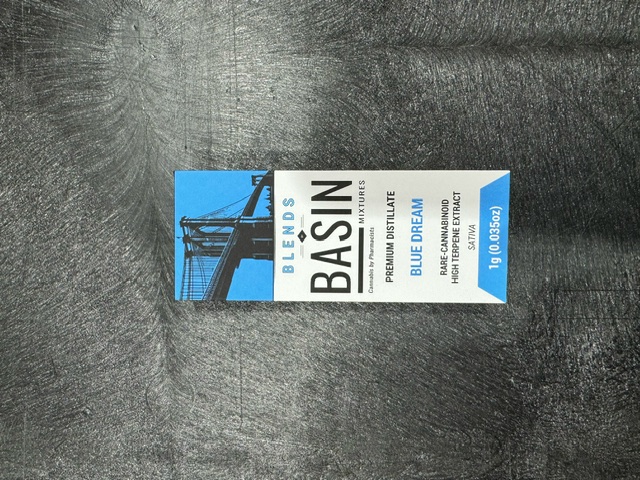 BLENDS
BASIN
MIXTURES
Cannabis by Pharmacists
PREMIUM DISTILLATE
BLUE DREAM
RARE-CANNABINOID
HIGH TERPENE EXTRACT
SATIVA
1g (0.035oz)